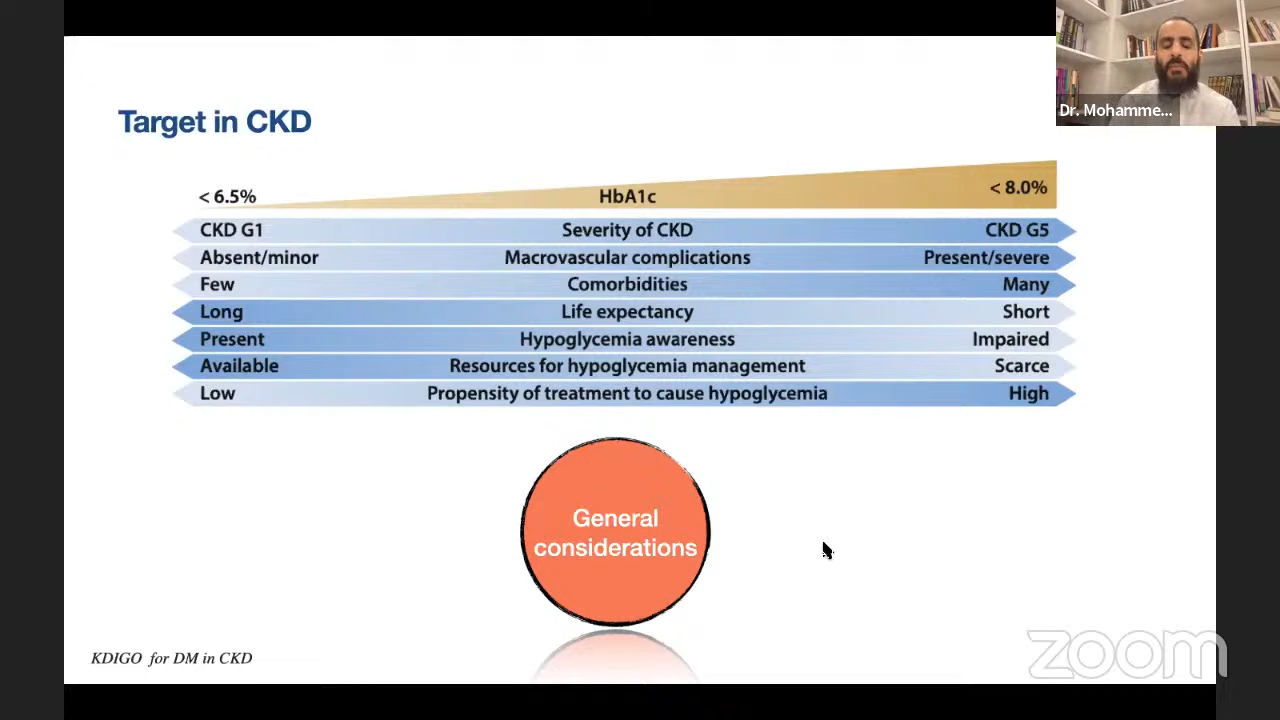 Dr. Mohamme...
Target in CKD
< 6.5% HbA1c < 8.0%
CKD G1 Severity of CKD CKD G5
Absent/minor Macrovascular complications Present/severe
Few Comorbidities Many
Long Life expectancy Short
Present Hypoglycemia awareness Impaired
Available Resources for hypoglycemia management Scarce
Low Propensity of treatment to cause hypoglycemia High
General
considerations
KDIGO for DM in CKD
zoom